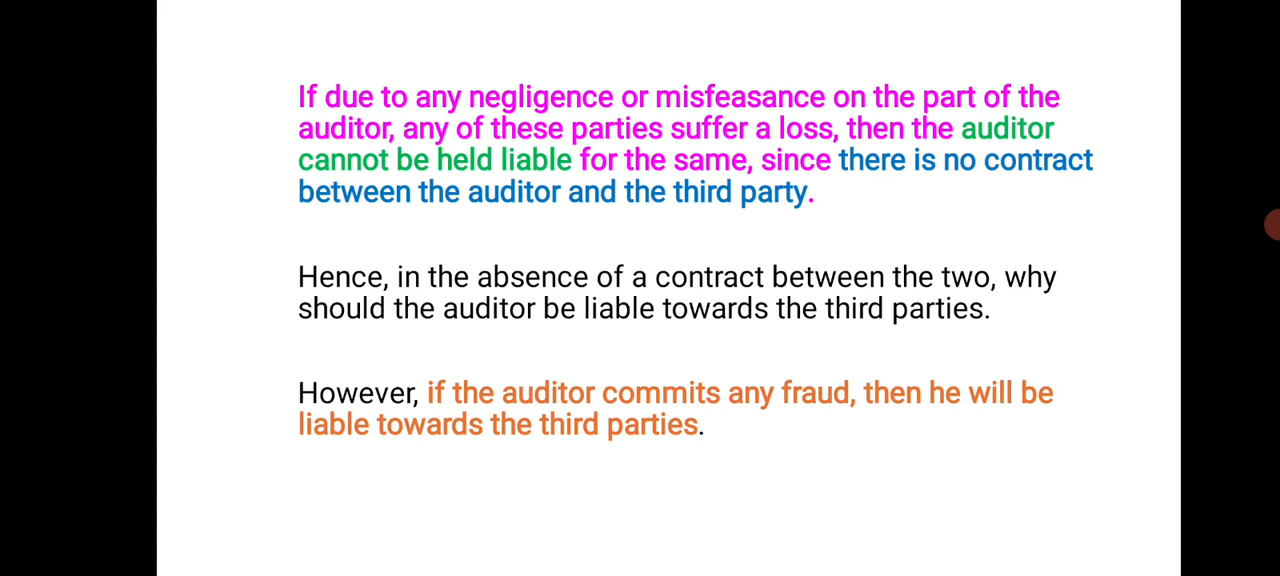 If due to any negligence or misfeasance on the part of the
auditor, any of these parties suffer a loss, then the auditor
cannot be held liable for the same, since there is no contract
between the auditor and the third party.
Hence, in the absence of a contract between the two, why
should the auditor be liable towards the third parties.
However, if the auditor commits any fraud, then he will be
liable towards the third parties.